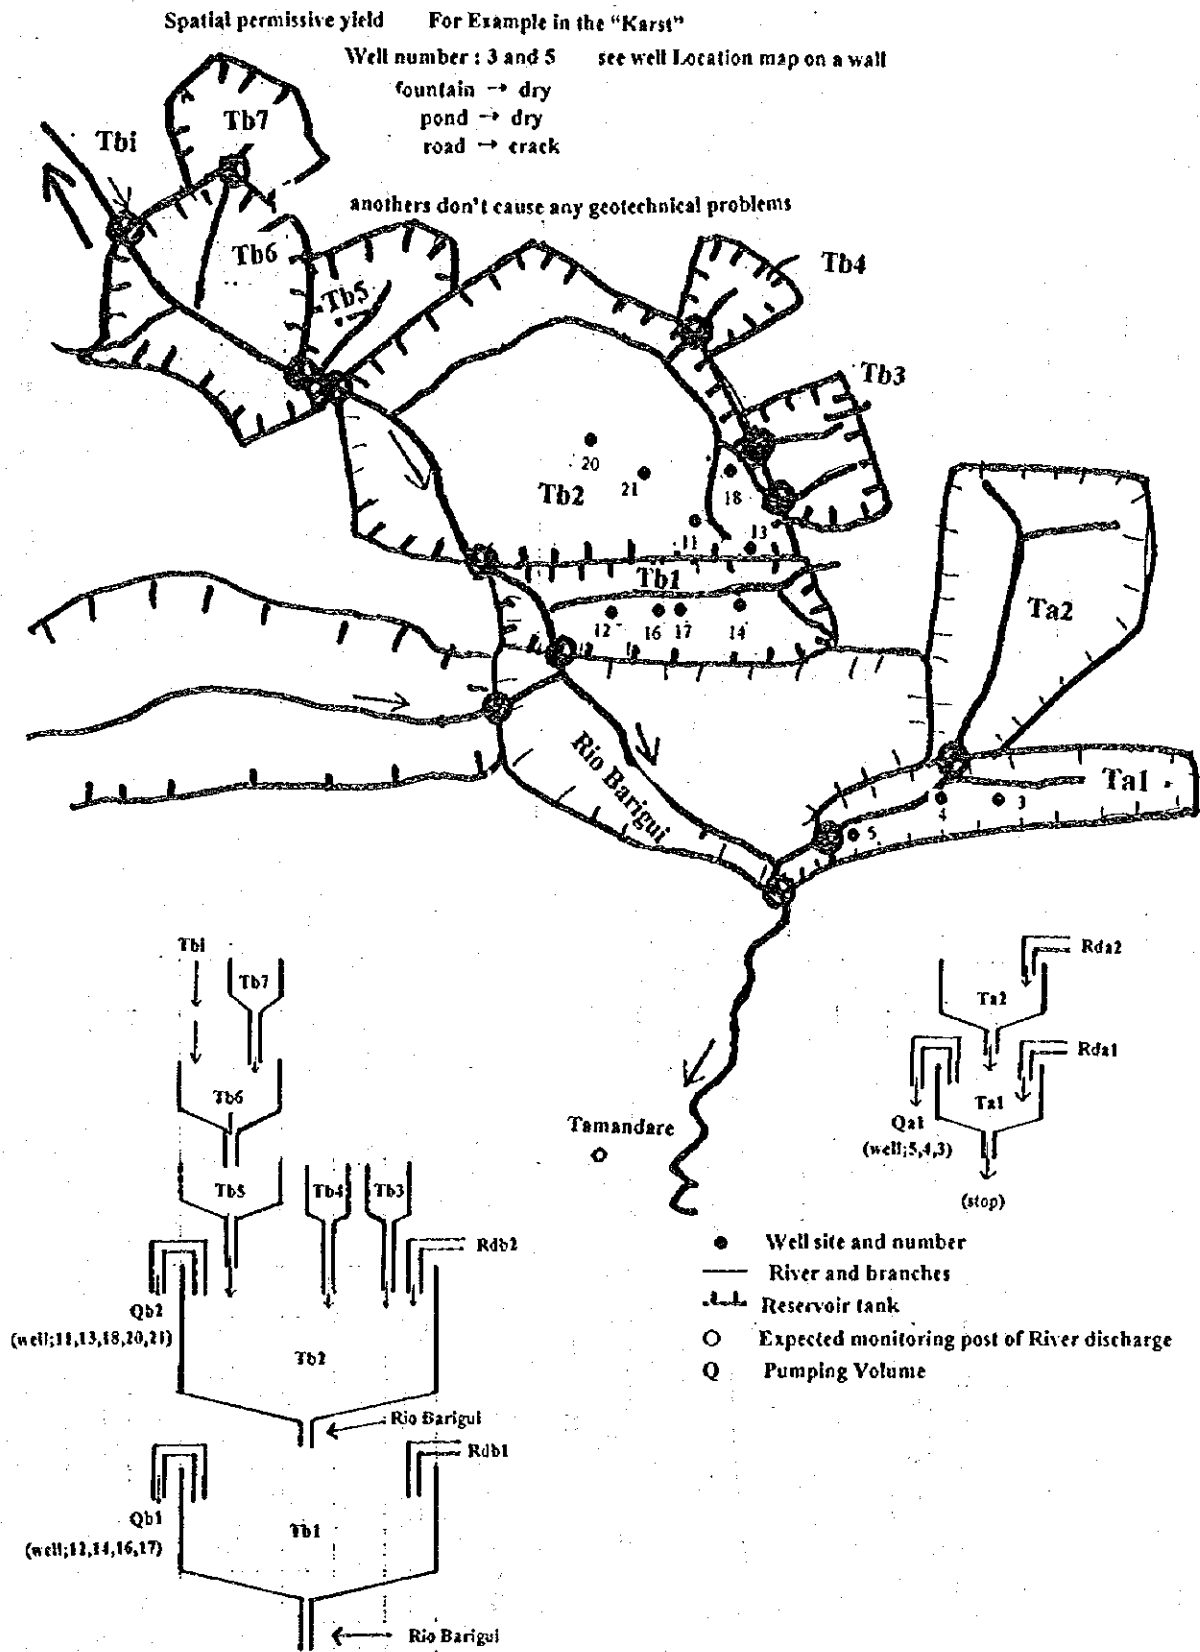 Spatial permissive yield For Example in the "Karst"
Well number : 3 and 5 see well Location map on a wall
fountain → dry
pond → dry
road → crack
anothers don't cause any geotechnical problems
Tbi
Tb7
Tb6
Tb5
Tb4
Tb3
20
21
Tb2
18
11
13
Tb1
12
16
17
14
Ta2
Rio Barigui
Ta1
4
3
5
Tbi
Tb7
Tb6
Tb5
Tb4
Tb3
Rdb2
Qb2
(well;11,13,18,20,21)
Tb2
Rio Barigui
Rdb1
Qb1
(well;12,14,16,17)
Tb1
Rio Barigui
Tamandare
Rda2
Ta2
Rda1
Ta1
Qa1
(well;5,4,3)
(stop)
Well site and number
River and branches
Reservoir tank
Expected monitoring post of River discharge
Q Pumping Volume